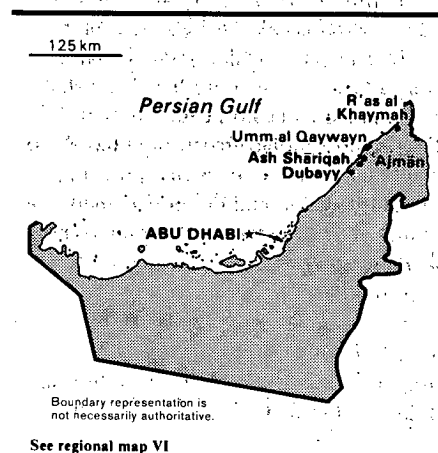 125 km
Persian Gulf
R'as al
Khaymah
Umm al Qaywayn
Ash Shāriqah
Ajmān
Dubayy
ABU DHABI
Boundary representation is
not necessarily authoritative.
See regional map VI